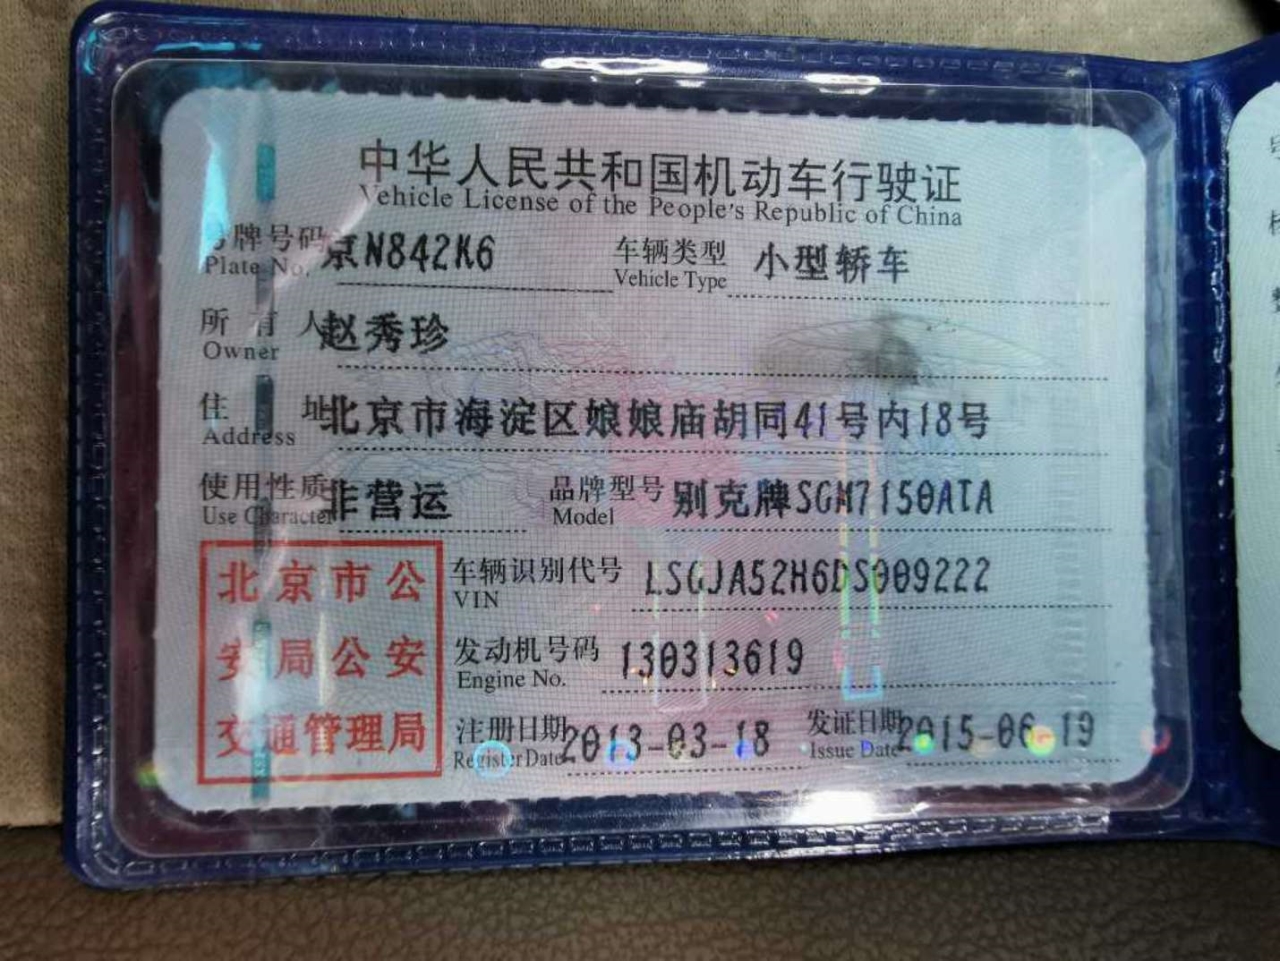 中华人民共和国机动车行驶证
Vehicle License of the People's Republic of China
号牌号码 京N842K6 车辆类型 小型轿车
Plate No. Vehicle Type
所有人 赵秀珍
Owner
住址 北京市海淀区娘娘庙胡同41号内18号
Address
使用性质 非营运 品牌型号 别克牌SGM7150ATA
Use Character Model
北京市公
安局公安
交通管理局
车辆识别代号 LSGJA52H6DS009222
VIN
发动机号码 130313619
Engine No.
注册日期 2013-03-18 发证日期 2015-06-19
Register Date Issue Date